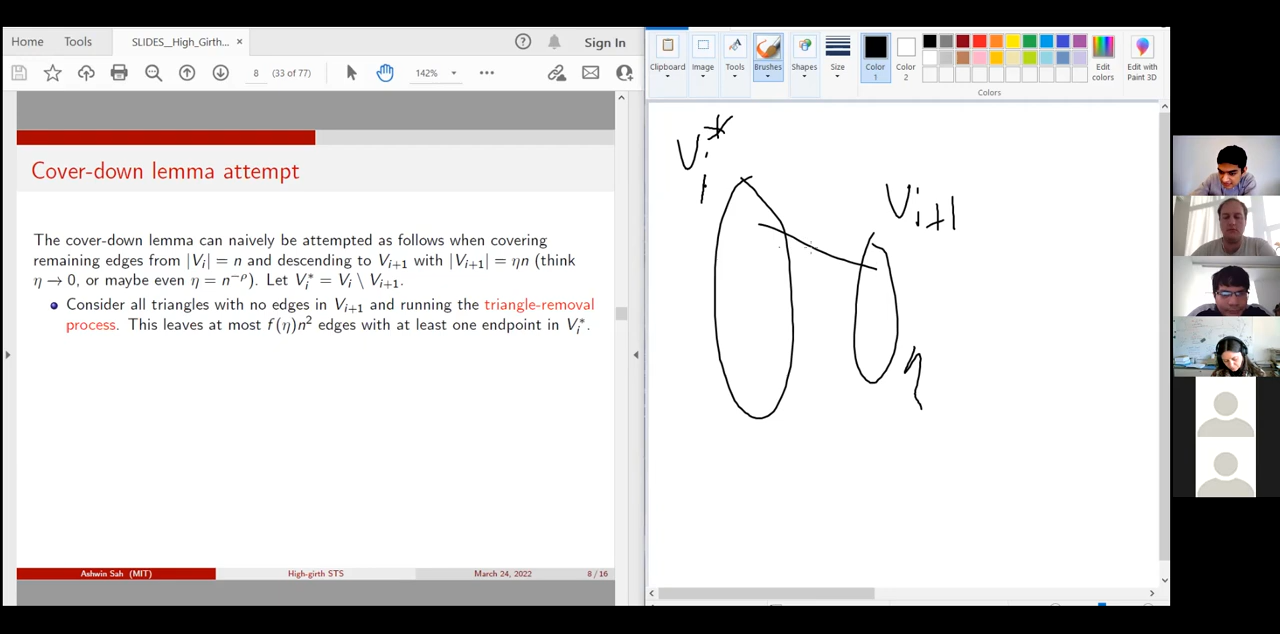 Home
Tools
SLIDES__High_Girth... ×
Sign In
8 (33 of 77)
142%
Cover-down lemma attempt
The cover-down lemma can naively be attempted as follows when covering
remaining edges from |V_i| = n and descending to V_{i+1} with |V_{i+1}| = ηn (think
η → 0, or maybe even η = n^{-ρ}). Let V_i^* = V_i \ V_{i+1}.
Consider all triangles with no edges in V_{i+1} and running the triangle-removal
process. This leaves at most f(η)n² edges with at least one endpoint in V_i^*.
Ashwin Sah (MIT)
High-girth STS
March 24, 2022
8 / 16
Clipboard
Image
Tools
Brushes
Shapes
Size
Color
1
Color
2
Edit
colors
Edit with
Paint 3D
Colors
V_i^*
V_{i+1}
η